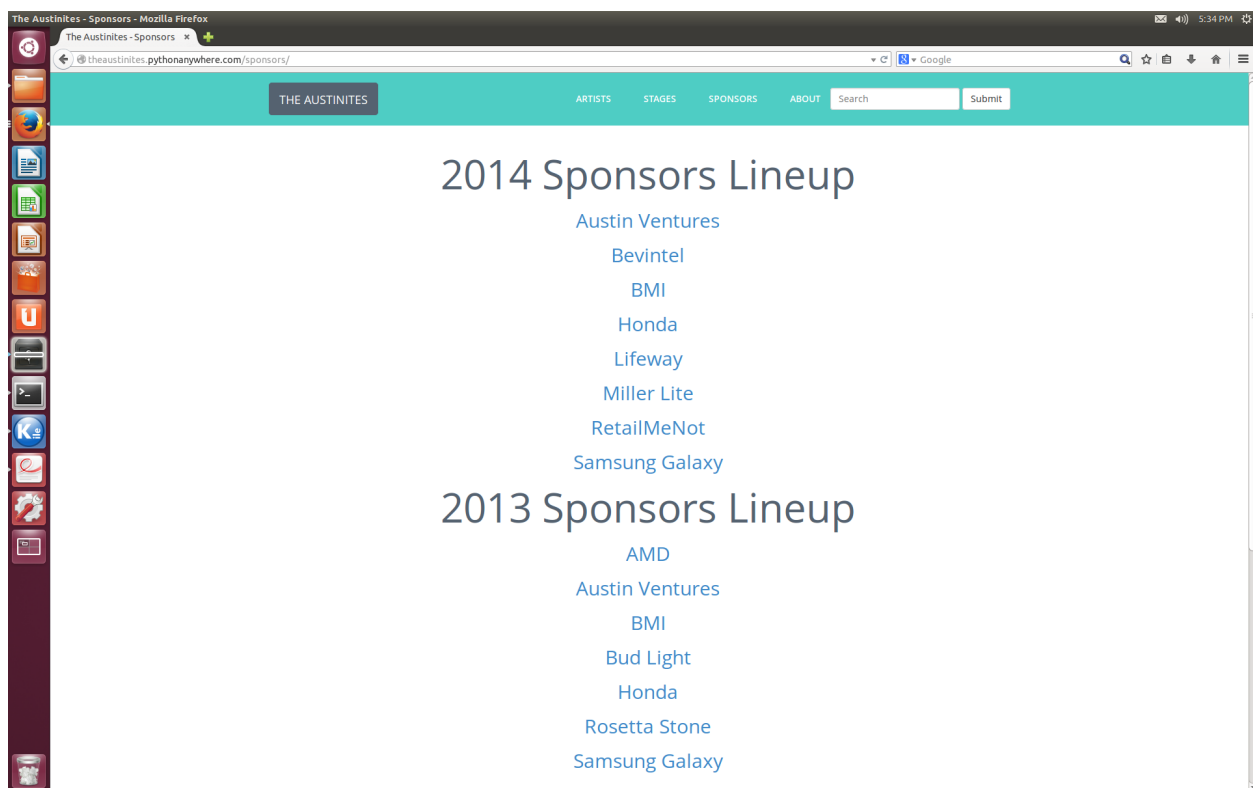 The Austinites - Sponsors - Mozilla Firefox
5:34 PM
The Austinites - Sponsors
theaustinites.pythonanywhere.com/sponsors/
Google
THE AUSTINITES
ARTISTS
STAGES
SPONSORS
ABOUT
Search
Submit
2014 Sponsors Lineup
Austin Ventures
Bevintel
BMI
Honda
Lifeway
Miller Lite
RetailMeNot
Samsung Galaxy
2013 Sponsors Lineup
AMD
Austin Ventures
BMI
Bud Light
Honda
Rosetta Stone
Samsung Galaxy